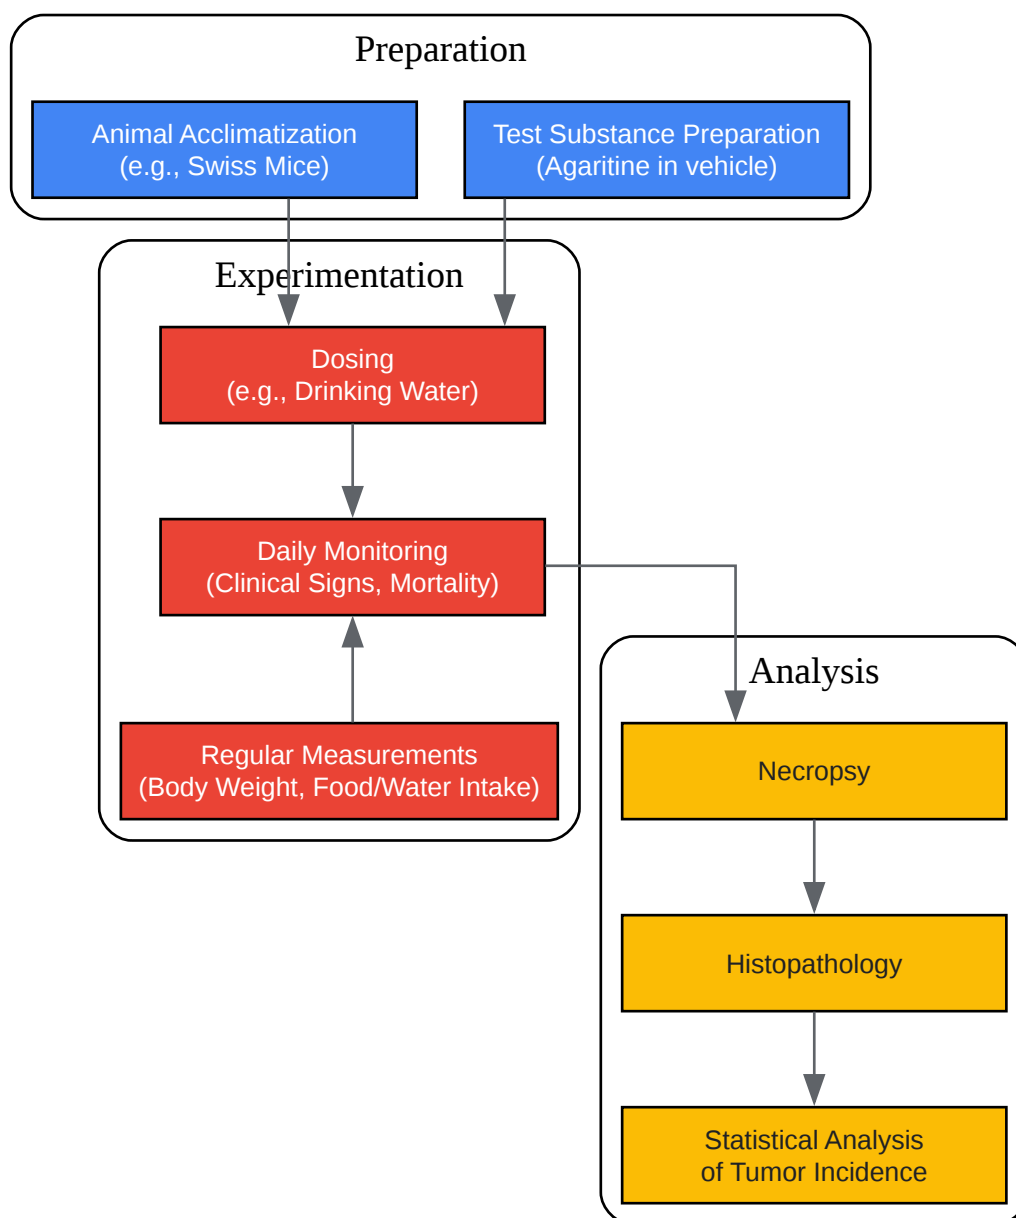 Preparation
Animal Acclimatization
(e.g., Swiss Mice)
Test Substance Preparation
(Agaritine in vehicle)
Experimentation
Dosing
(e.g., Drinking Water)
Daily Monitoring
(Clinical Signs, Mortality)
Regular Measurements
(Body Weight, Food/Water Intake)
Analysis
Necropsy
Histopathology
Statistical Analysis
of Tumor Incidence